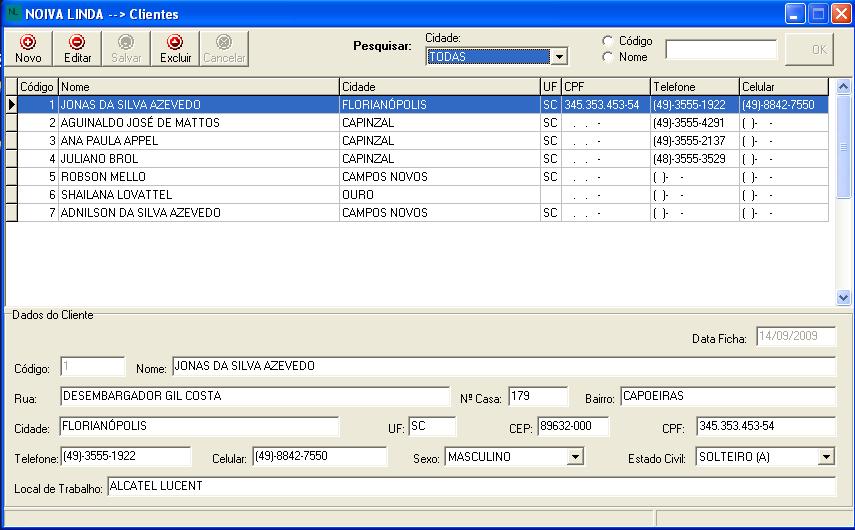 NL NOIVA LINDA --> Clientes
Novo Editar Salvar Excluir Cancelar Pesquisar: Cidade: TODAS Código Nome OK
Código Nome Cidade UF CPF Telefone Celular
1 JONAS DA SILVA AZEVEDO FLORIANÓPOLIS SC 345.353.453-54 (49)-3555-1922 (49)-8842-7550
2 AGUINALDO JOSÉ DE MATTOS CAPINZAL SC . . - (49)-3555-4291 ( )- -
3 ANA PAULA APPEL CAPINZAL SC . . - (49)-3555-2137 ( )- -
4 JULIANO BROL CAPINZAL SC . . - (48)-3555-3529 ( )- -
5 ROBSON MELLO CAMPOS NOVOS SC . . - ( )- - ( )- -
6 SHAILANA LOVATTEL OURO . . - ( )- - ( )- -
7 ADNILSON DA SILVA AZEVEDO CAMPOS NOVOS SC . . - ( )- - ( )- -
Dados do Cliente
Data Ficha: 14/09/2009
Código: 1 Nome: JONAS DA SILVA AZEVEDO
Rua: DESEMBARGADOR GIL COSTA Nº Casa: 179 Bairro: CAPOEIRAS
Cidade: FLORIANÓPOLIS UF: SC CEP: 89632-000 CPF: 345.353.453-54
Telefone: (49)-3555-1922 Celular: (49)-8842-7550 Sexo: MASCULINO Estado Civil: SOLTEIRO (A)
Local de Trabalho: ALCATEL LUCENT